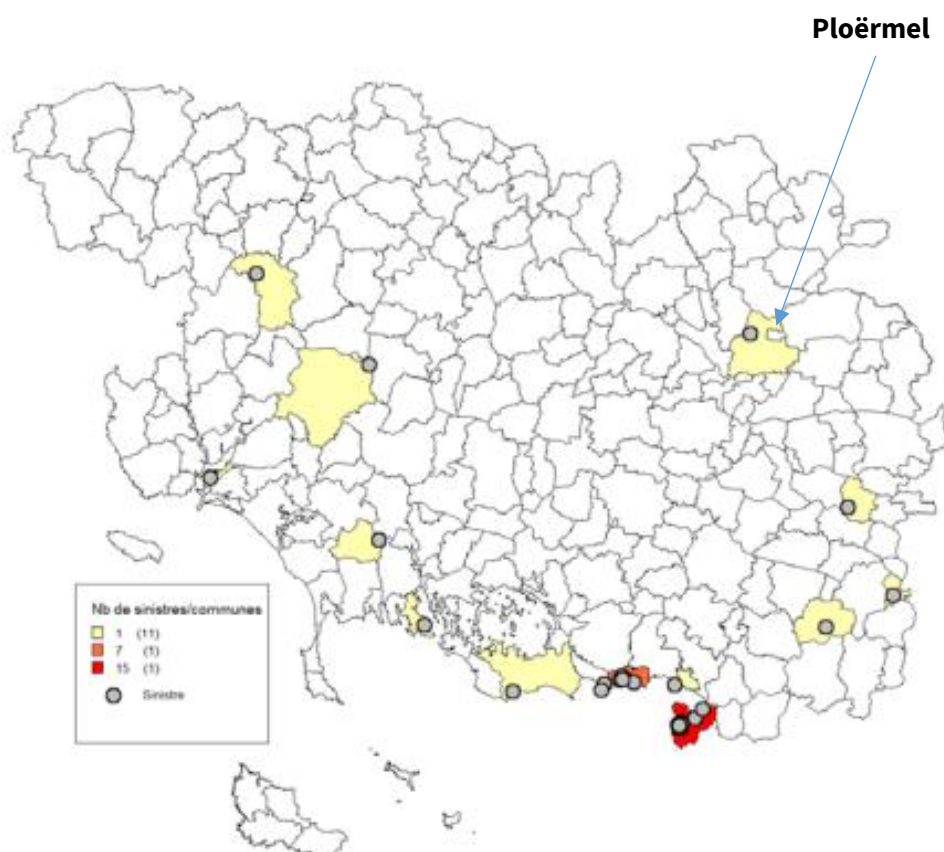 Ploërmel
Nb de sinistres/communes
1 (11)
7 (1)
15 (1)
Sinistre